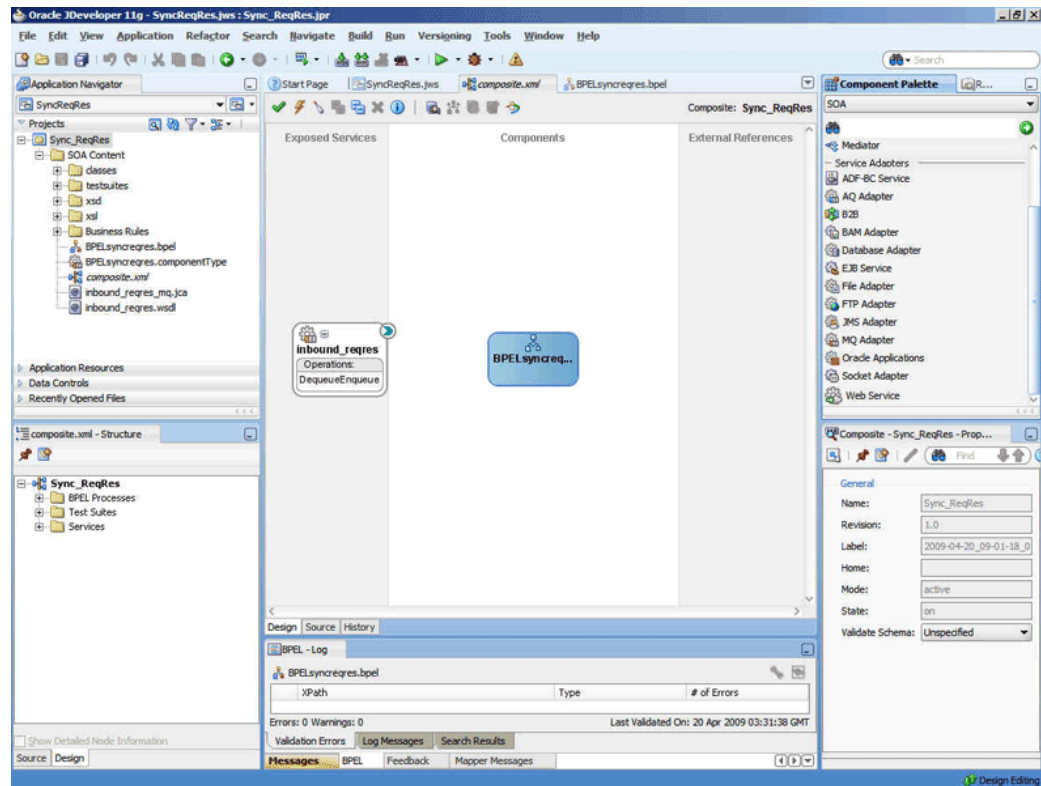 Oracle JDeveloper 11g - SyncReqRes.jws : Sync_ReqRes.jpr
File Edit View Application Refactor Search Navigate Build Run Versioning Tools Window Help
Search
Application Navigator
SyncReqRes
Projects
Sync_ReqRes
SOA Content
classes
testsuites
xsd
xsl
Business Rules
BPELsyncreqres.bpel
BPELsyncreqres.componentType
composite.xml
inbound_reqres_mq.jca
inbound_reqres.wsdl
Application Resources
Data Controls
Recently Opened Files
composite.xml - Structure
Sync_ReqRes
BPEL Processes
Test Suites
Services
Show Detailed Node Information
Source Design
Start Page SyncReqRes.jws composite.xml BPELsyncreqres.bpel
Composite: Sync_ReqRes
Exposed Services Components External References
inbound_reqres
Operations:
DequeueEnqueue
BPELsyncreq...
Design Source History
BPEL - Log
BPELsyncreqres.bpel
XPath Type # of Errors
Errors: 0 Warnings: 0 Last Validated On: 20 Apr 2009 03:31:38 GMT
Validation Errors Log Messages Search Results
Messages BPEL Feedback Mapper Messages
Component Palette R...
SOA
Mediator
Service Adapters
ADF-BC Service
AQ Adapter
B2B
BAM Adapter
Database Adapter
EJB Service
File Adapter
FTP Adapter
JMS Adapter
MQ Adapter
Oracle Applications
Socket Adapter
Web Service
Composite - Sync_ReqRes - Prop...
Find
General
Name: Sync_ReqRes
Revision: 1.0
Label: 2009-04-20_09-01-18_0
Home:
Mode: active
State: on
Validate Schema: Unspecified
Design Editing